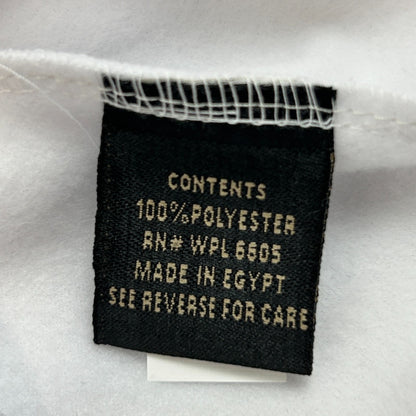 CONTENTS
100% POLYESTER
RN# WPL 6605
MADE IN EGYPT
SEE REVERSE FOR CARE